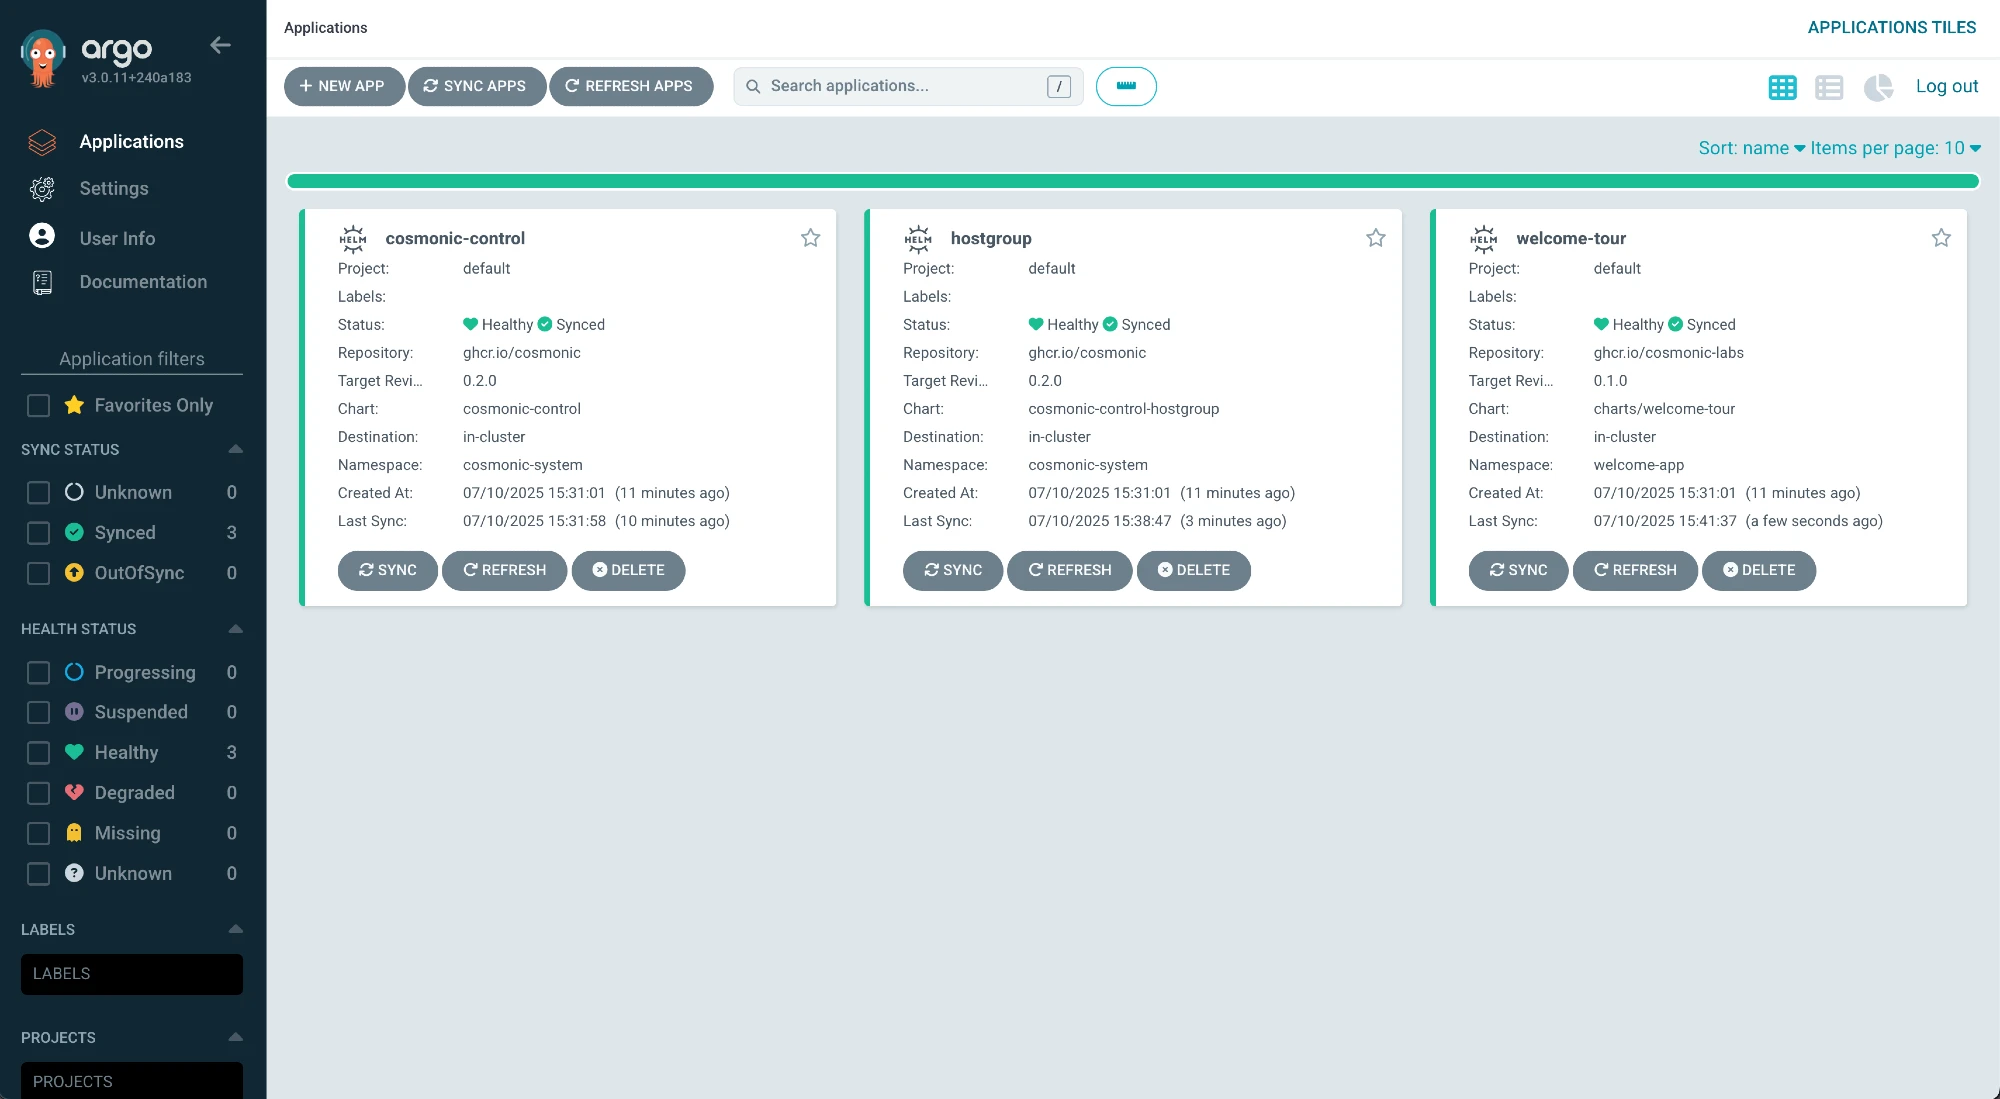 argo
v3.0.11+240a183
Applications
Settings
User Info
Documentation
Application filters
Favorites Only
SYNC STATUS
Unknown 0
Synced 3
OutOfSync 0
HEALTH STATUS
Progressing 0
Suspended 0
Healthy 3
Degraded 0
Missing 0
Unknown 0
LABELS
LABELS
PROJECTS
PROJECTS
Applications
APPLICATIONS TILES
NEW APP SYNC APPS REFRESH APPS Search applications... / Log out
Sort: name Items per page: 10
HELM cosmonic-control
Project: default
Labels:
Status: Healthy Synced
Repository: ghcr.io/cosmonic
Target Revi... 0.2.0
Chart: cosmonic-control
Destination: in-cluster
Namespace: cosmonic-system
Created At: 07/10/2025 15:31:01 (11 minutes ago)
Last Sync: 07/10/2025 15:31:58 (10 minutes ago)
SYNC REFRESH DELETE
HELM hostgroup
Project: default
Labels:
Status: Healthy Synced
Repository: ghcr.io/cosmonic
Target Revi... 0.2.0
Chart: cosmonic-control-hostgroup
Destination: in-cluster
Namespace: cosmonic-system
Created At: 07/10/2025 15:31:01 (11 minutes ago)
Last Sync: 07/10/2025 15:38:47 (3 minutes ago)
SYNC REFRESH DELETE
HELM welcome-tour
Project: default
Labels:
Status: Healthy Synced
Repository: ghcr.io/cosmonic-labs
Target Revi... 0.1.0
Chart: charts/welcome-tour
Destination: in-cluster
Namespace: welcome-app
Created At: 07/10/2025 15:31:01 (11 minutes ago)
Last Sync: 07/10/2025 15:41:37 (a few seconds ago)
SYNC REFRESH DELETE